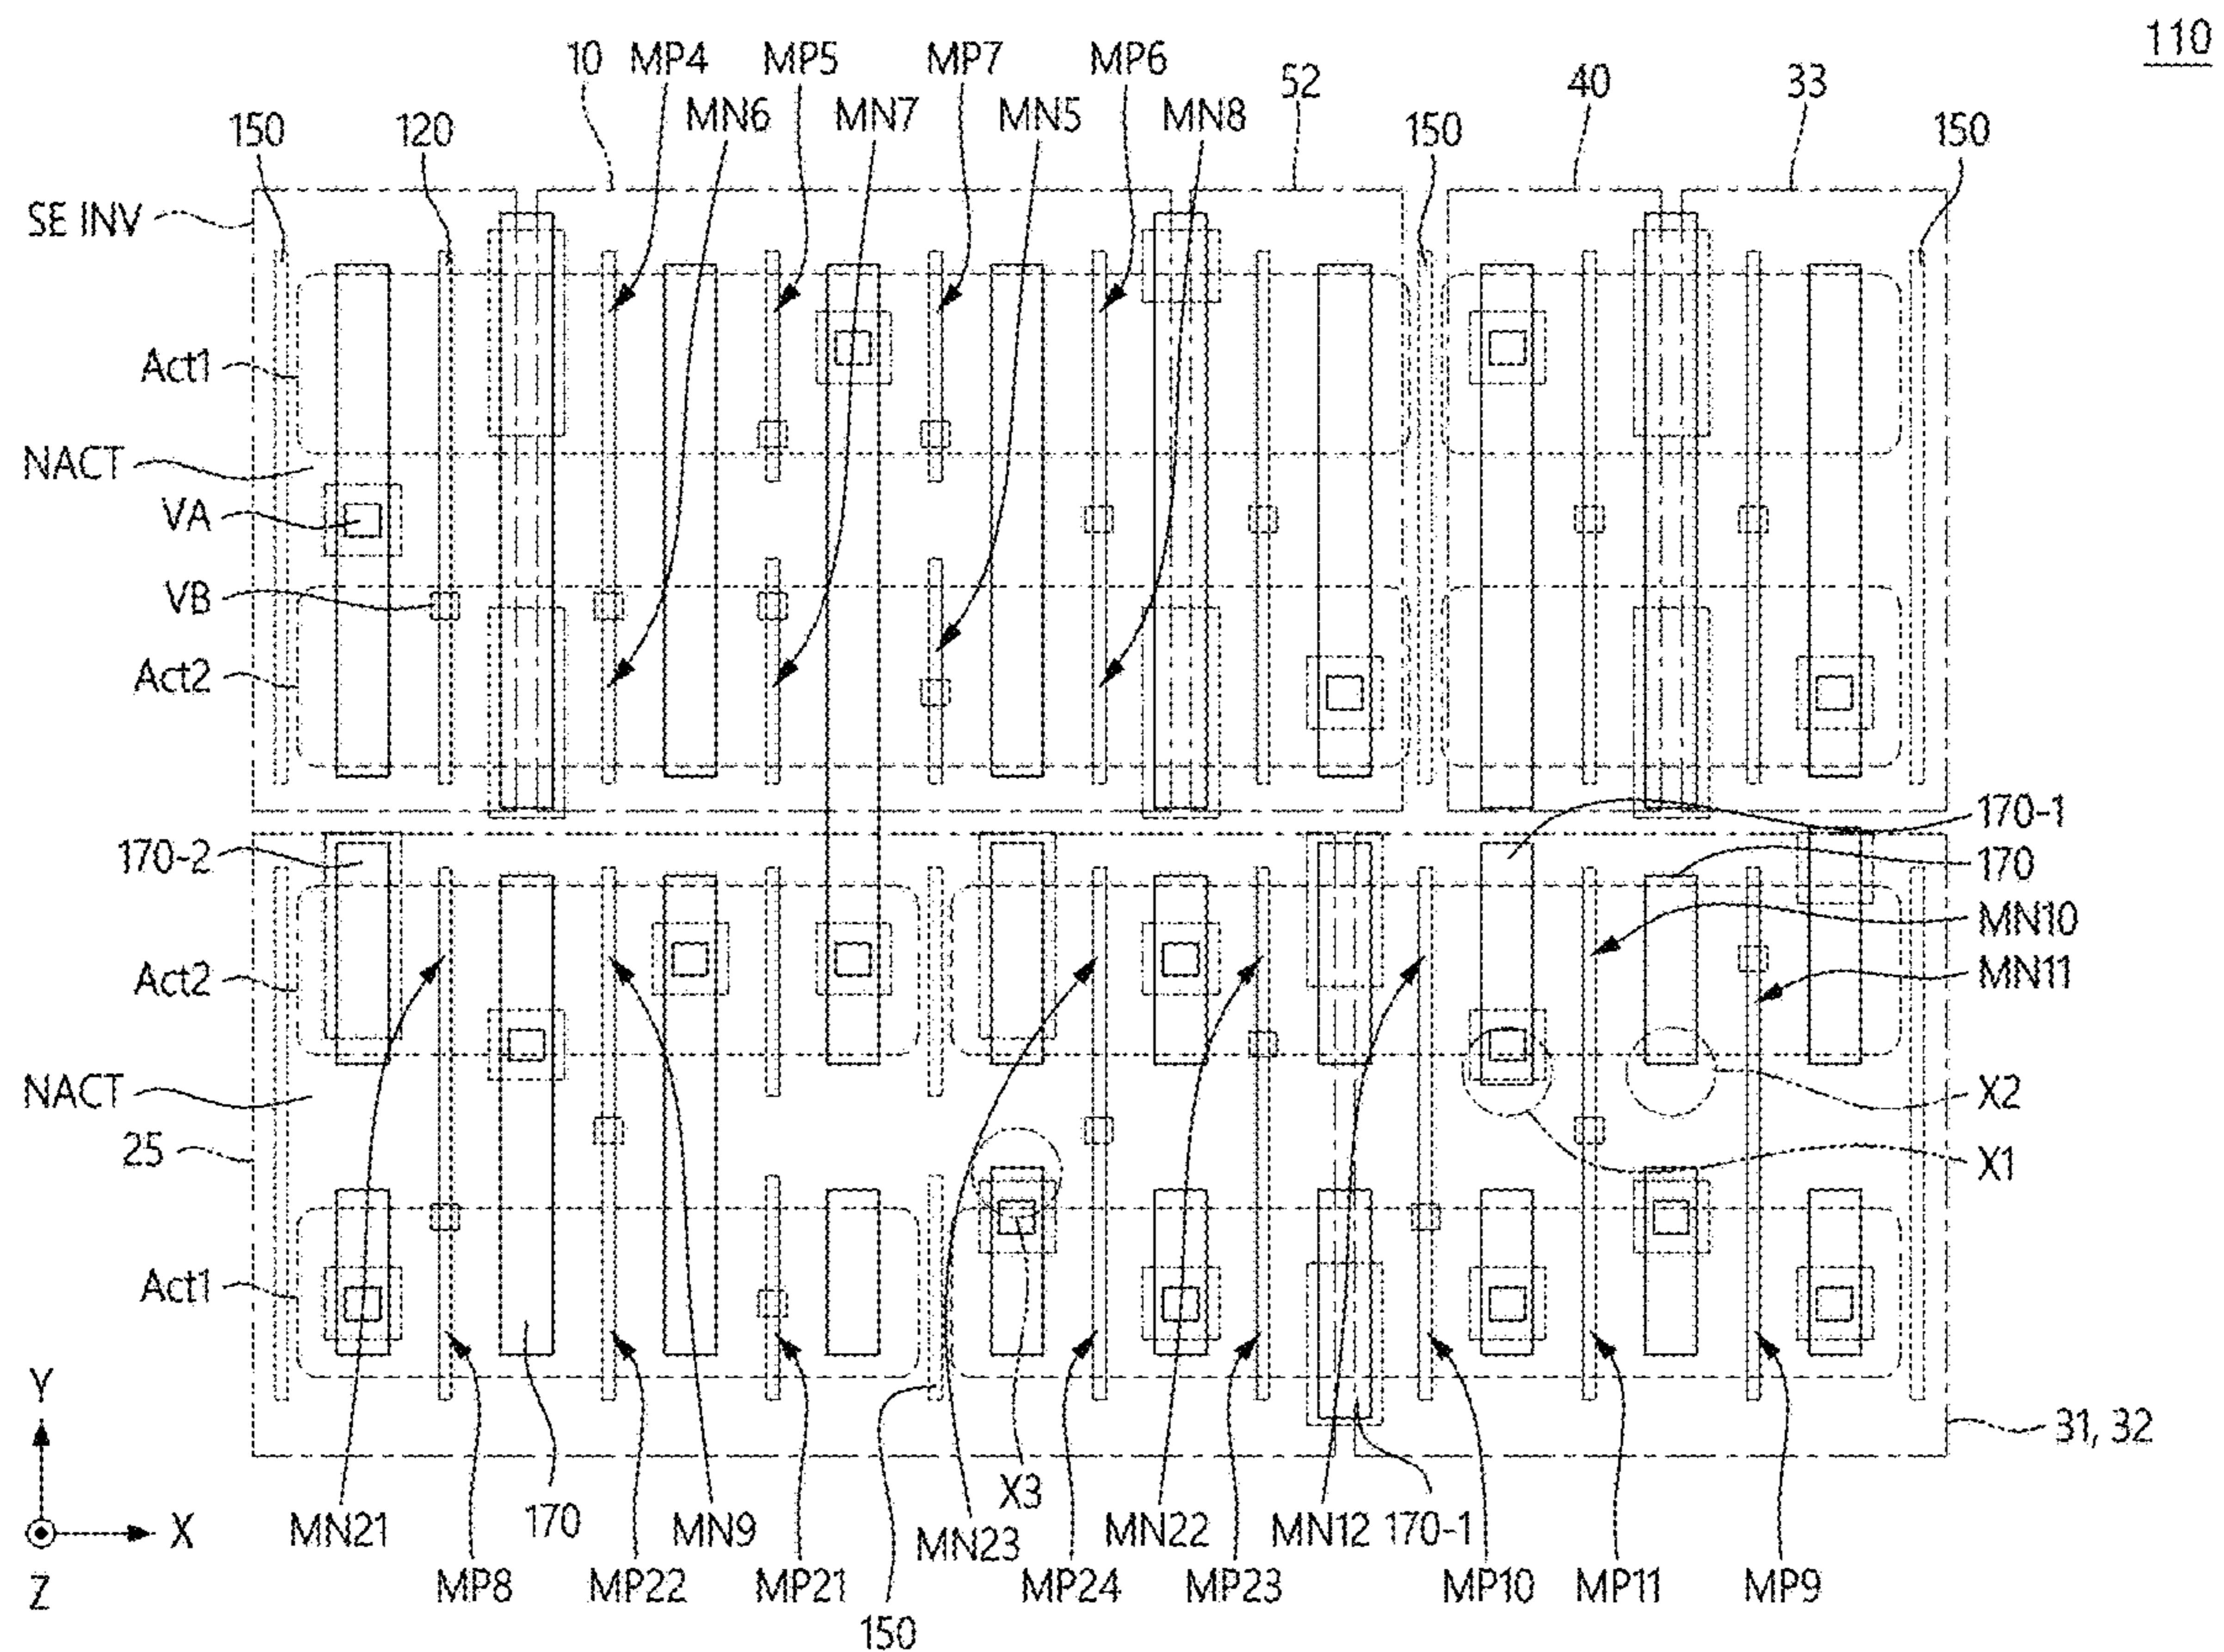 110
10 MP4 MP5 MP7 MP6 52 40 33
MN6 MN7 MN5 MN8
150 120 150 150
SE INV
Act1
NACT
VA
VB
Act2
170-1
170-2 170
MN10
Act2 MN11
NACT X2
25 X1
Act1
Y
31, 32
X3
X MN21 170 MN9 MN23 MN22 MN12 170-1
Z MP8 MP22 MP21 MP24 MP23 MP10 MP11 MP9
150